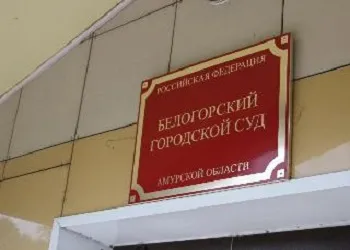 РОССИЙСКАЯ ФЕДЕРАЦИЯ
БЕЛОГОРСКИЙ
ГОРОДСКОЙ СУД
АМУРСКОЙ ОБЛАСТИ